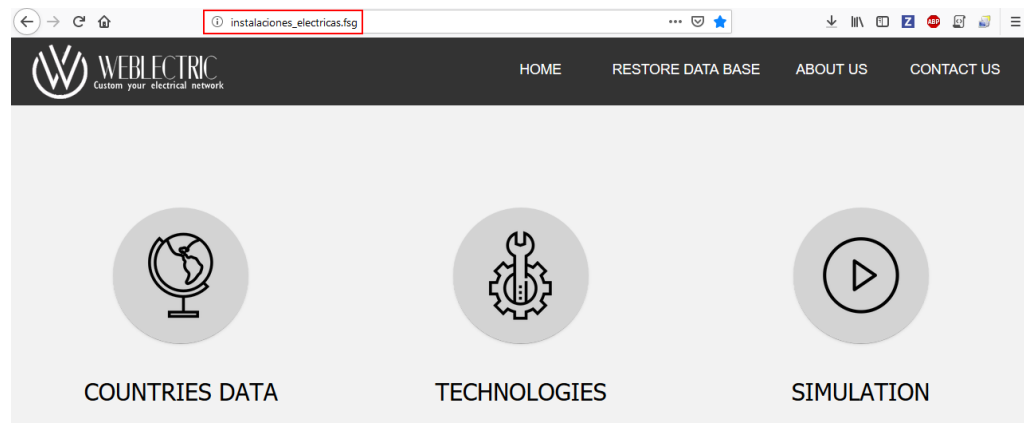 instalaciones_electricas.fsg
Z
ABP
WEBLECTRIC
Custom your electrical network
HOME RESTORE DATA BASE ABOUT US CONTACT US
COUNTRIES DATA TECHNOLOGIES SIMULATION